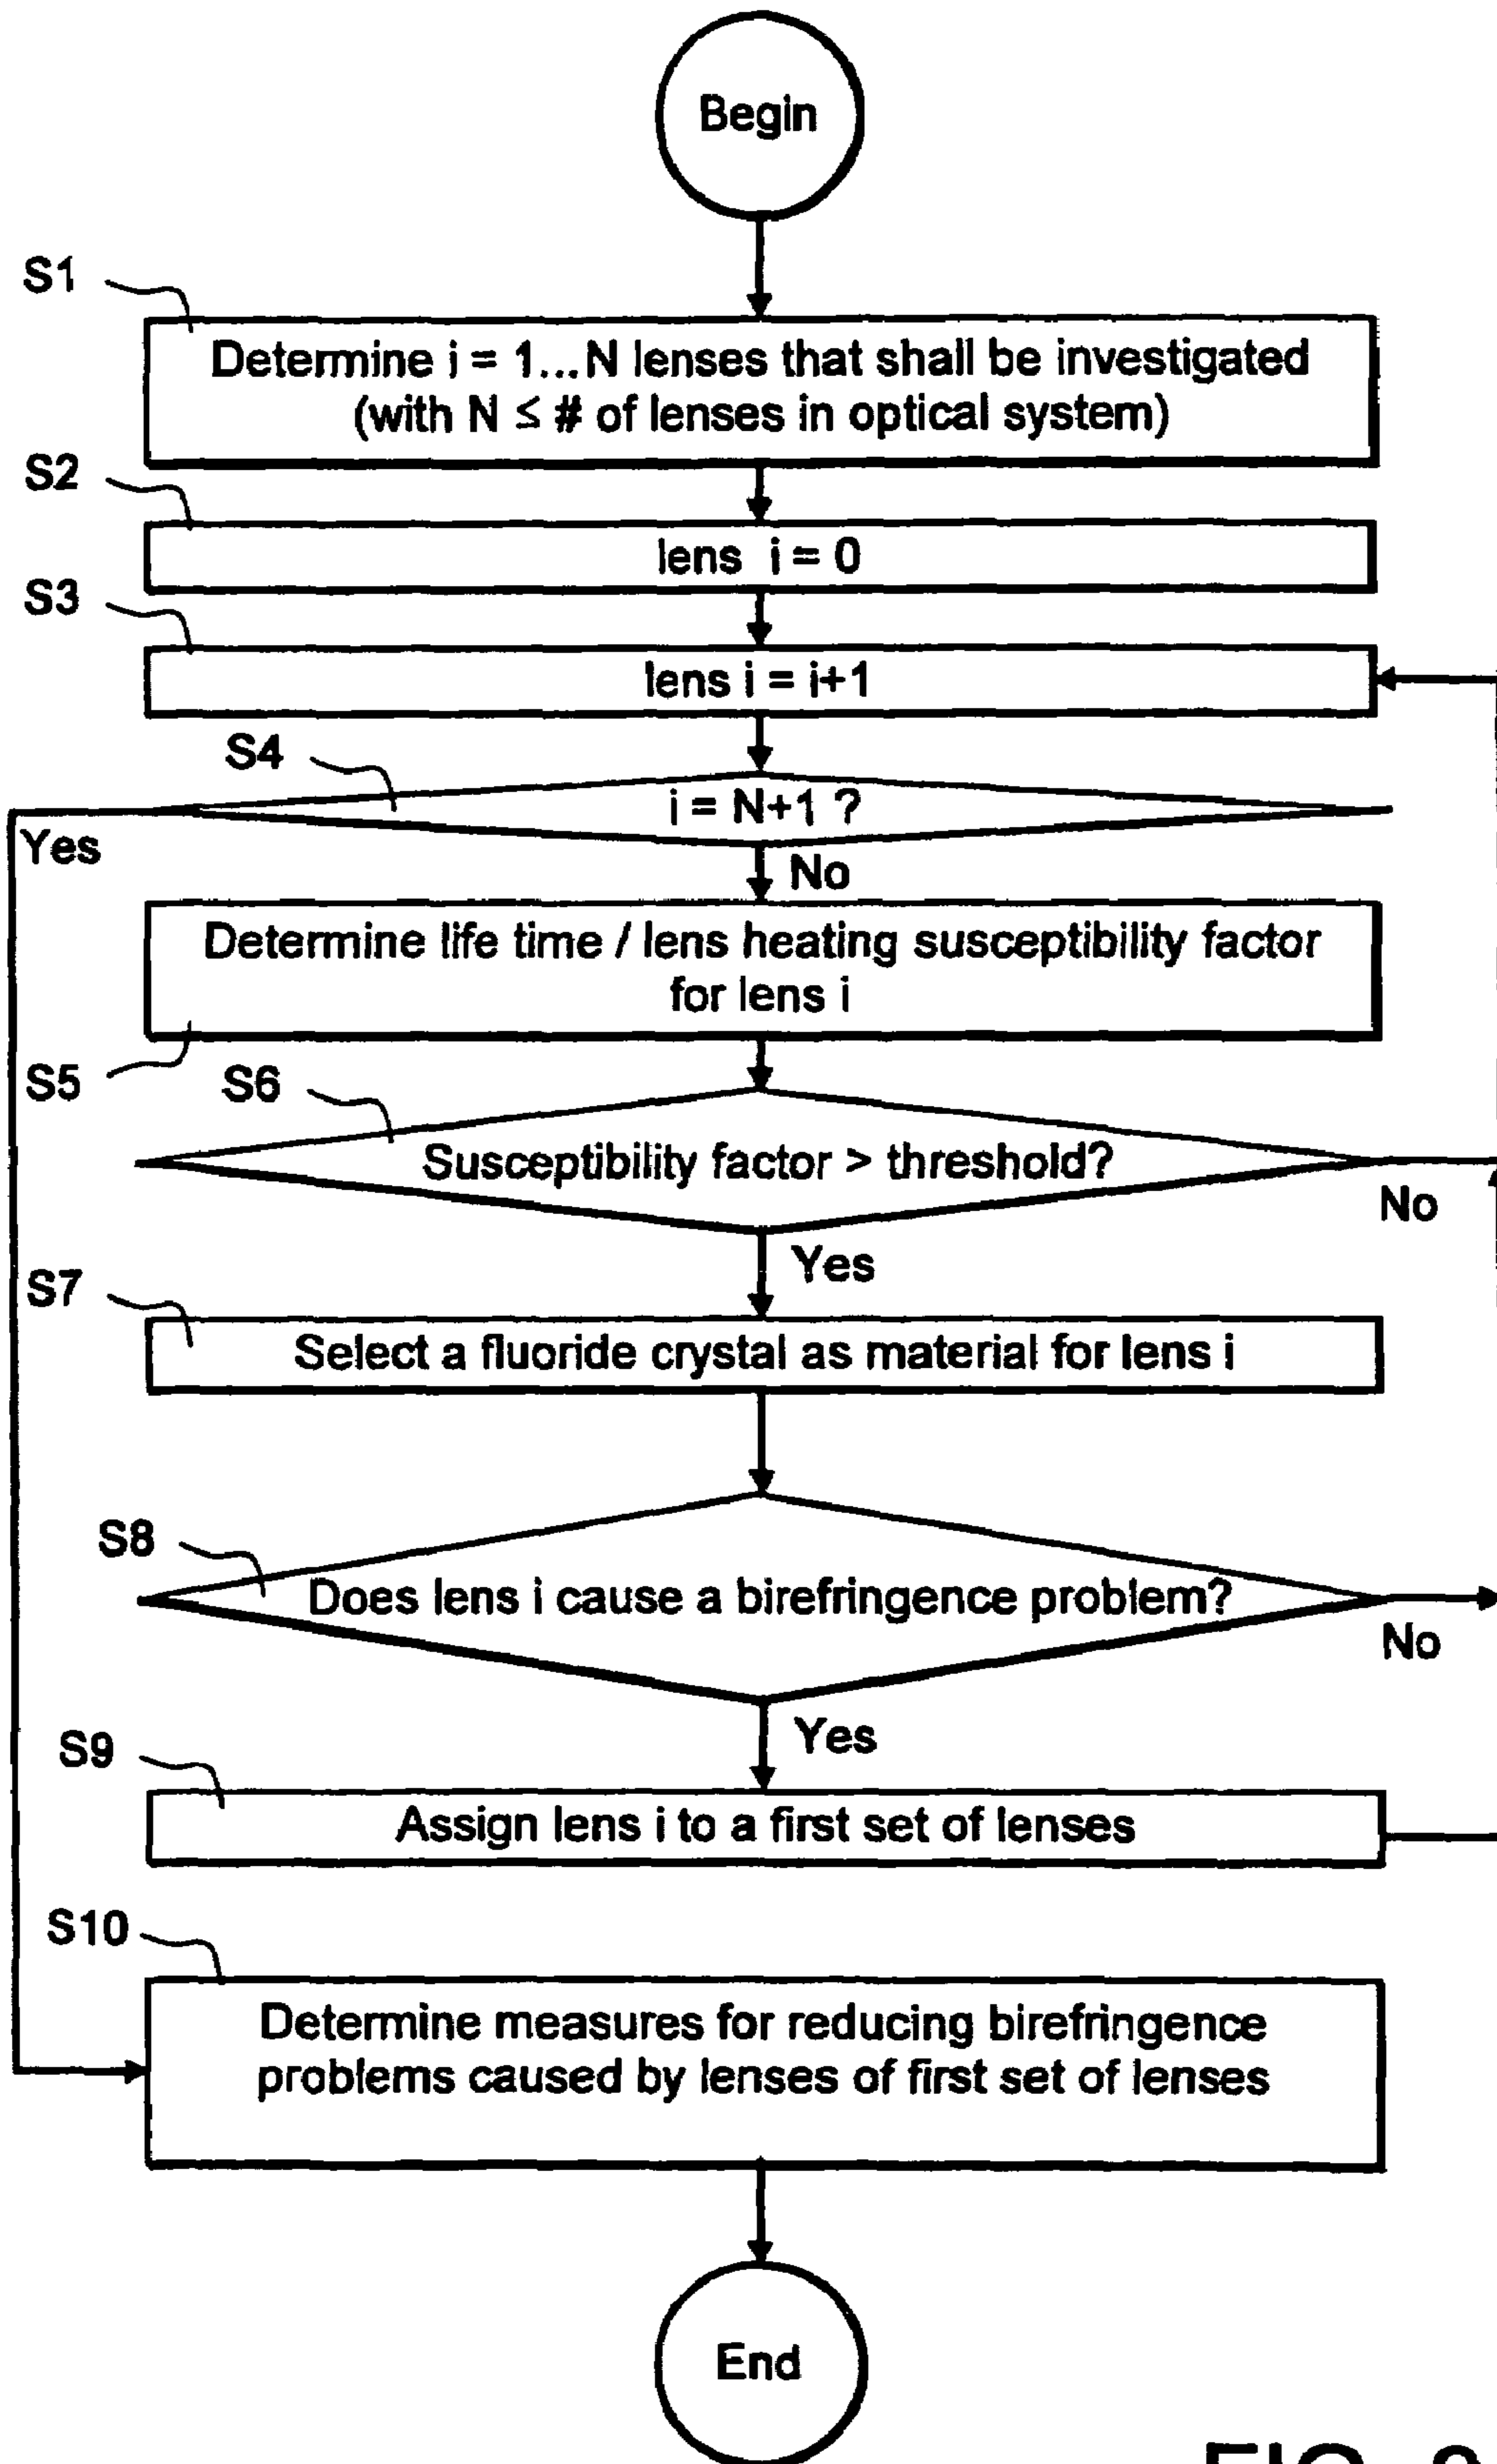 Begin
S1
Determine i = 1...N lenses that shall be investigated
(with N ≤ # of lenses in optical system)
S2
lens i = 0
S3
lens i = i+1
S4
i = N+1 ?
Yes
No
Determine life time / lens heating susceptibility factor
for lens i
S5
S6
Susceptibility factor > threshold?
No
Yes
S7
Select a fluoride crystal as material for lens i
S8
Does lens i cause a birefringence problem?
No
Yes
S9
Assign lens i to a first set of lenses
S10
Determine measures for reducing birefringence
problems caused by lenses of first set of lenses
End
FIG.